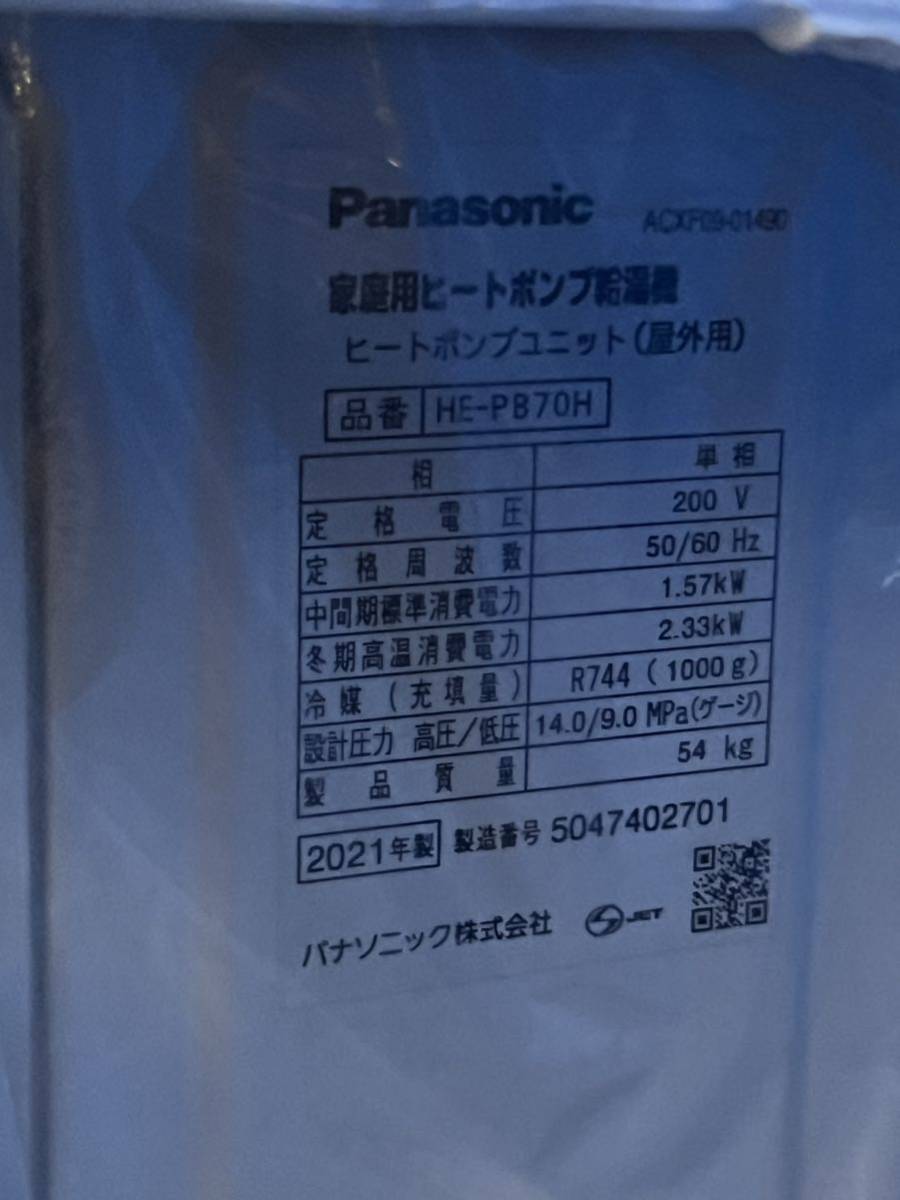 Panasonic ACXF09-01490
家庭用ヒートポンプ給湯機
ヒートポンプユニット(屋外用)
品番 HE-PB70H
相 単相
定格電圧 200 V
定格周波数 50/60 Hz
中間期標準消費電力 1.57kW
冬期高温消費電力 2.33kW
冷媒(充填量) R744 (1000g)
設計圧力 高圧/低圧 14.0/9.0 MPa(ゲージ)
製品質量 54 kg
2021年製 製造番号 5047402701
パナソニック株式会社 JET